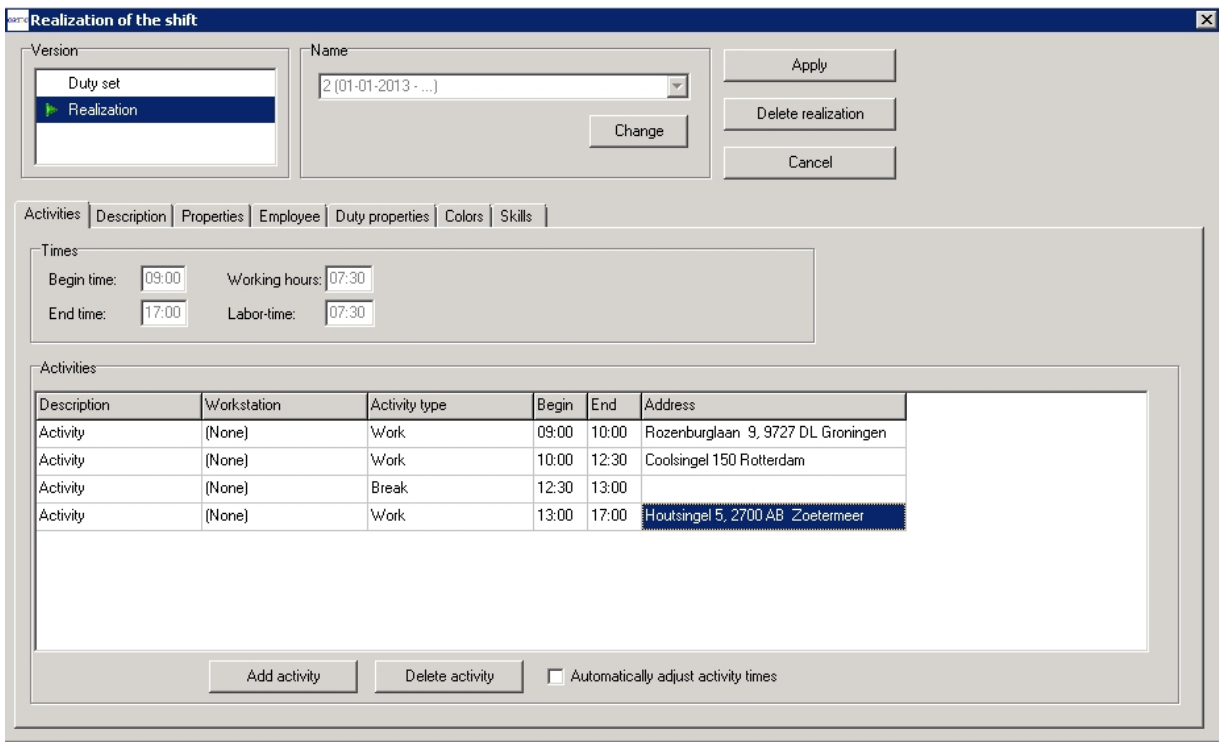 Realization of the shift
Version
Duty set
Realization
Name
2 (01-01-2013 - ...)
Change
Apply
Delete realization
Cancel
Activities Description Properties Employee Duty properties Colors Skills
Times
Begin time: 09:00 Working hours: 07:30
End time: 17:00 Labor-time: 07:30
Activities
Description Workstation Activity type Begin End Address
Activity (None) Work 09:00 10:00 Rozenburglaan 9, 9727 DL Groningen
Activity (None) Work 10:00 12:30 Coolsingel 150 Rotterdam
Activity (None) Break 12:30 13:00
Activity (None) Work 13:00 17:00 Houtsingel 5, 2700 AB Zoetermeer
Add activity Delete activity Automatically adjust activity times